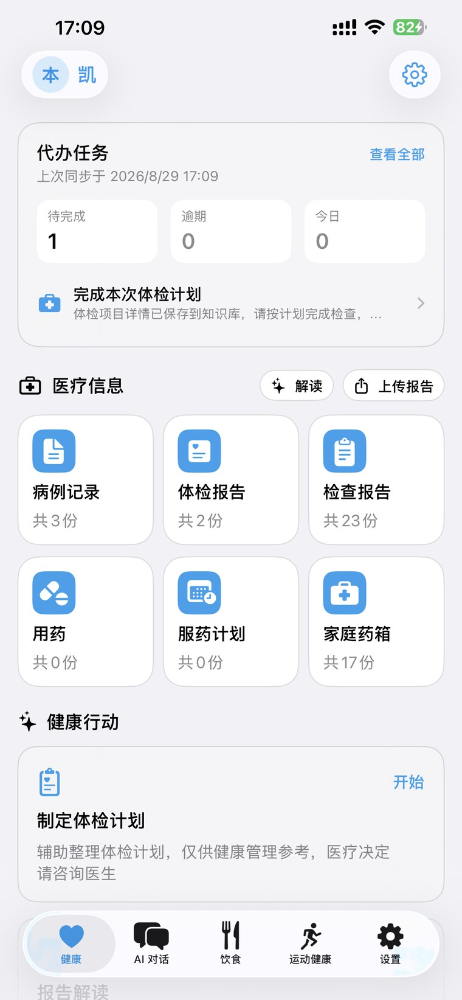 17:09
82
本 凯
代办任务
查看全部
上次同步于 2026/8/29 17:09
待完成 逾期 今日
1 0 0
完成本次体检计划
体检项目详情已保存到知识库，请按计划完成检查，...
医疗信息
解读 上传报告
病例记录 体检报告 检查报告
共3份 共2份 共23份
用药 服药计划 家庭药箱
共0份 共0份 共17份
健康行动
开始
制定体检计划
辅助整理体检计划，仅供健康管理参考，医疗决定
请咨询医生
健康 AI 对话 饮食 运动健康 设置
报告解读